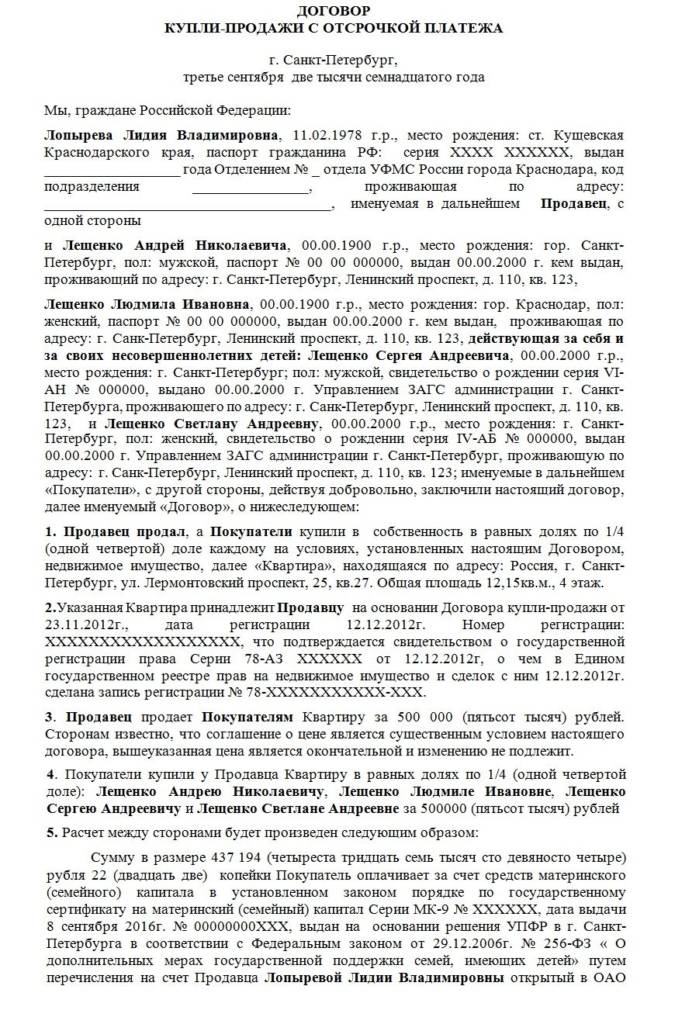 ДОГОВОР
КУПЛИ-ПРОДАЖИ С ОТСРОЧКОЙ ПЛАТЕЖА
г. Санкт-Петербург,
третье сентября две тысячи семнадцатого года
Мы, граждане Российской Федерации:
Лопырева Лидия Владимировна, 11.02.1978 г.р., место рождения: ст. Кущевская
Краснодарского края, паспорт гражданина РФ: серия ХХХХ ХХХХХХ, выдан
___________________ года Отделением № _ отдела УФМС России города Краснодара, код
подразделения ________________, проживающая по адресу:
________________________________________, именуемая в дальнейшем Продавец, с
одной стороны
и Лещенко Андрей Николаевича, 00.00.1900 г.р., место рождения: гор. Санкт-
Петербург, пол: мужской, паспорт № 00 00 000000, выдан 00.00.2000 г. кем выдан,
проживающий по адресу: г. Санкт-Петербург, Ленинский проспект, д. 110, кв. 123,
Лещенко Людмила Ивановна, 00.00.1900 г.р., место рождения: гор. Краснодар, пол:
женский, паспорт № 00 00 000000, выдан 00.00.2000 г. кем выдан, проживающая по
адресу: г. Санк-Петербург, Ленинский проспект, д. 110, кв. 123, действующая за себя и
за своих несовершеннолетних детей: Лещенко Сергея Андреевича, 00.00.2000 г.р.,
место рождения: г. Санкт-Петербург; пол: мужской, свидетельство о рождении серия VI-
АН № 000000, выдано 00.00.2000 г. Управлением ЗАГС администрации г. Санкт-
Петербурга, проживающего по адресу: г. Санк-Петербург, Ленинский проспект, д. 110, кв.
123, и Лещенко Светлану Андреевну, 00.00.2000 г.р., место рождения: г. Санкт-
Петербург, пол: женский, свидетельство о рождении серия IV-АБ № 000000, выдан
00.00.2000 г. Управлением ЗАГС администрации г. Санкт-Петербург, проживающую по
адресу: г. Санк-Петербург, Ленинский проспект, д. 110, кв. 123; именуемые в дальнейшем
«Покупатели», с другой стороны, действуя добровольно, заключили настоящий договор,
далее именуемый «Договор», о нижеследующем:
1. Продавец продал, а Покупатели купили в собственность в равных долях по 1/4
(одной четвертой) доле каждому на условиях, установленных настоящим Договором,
недвижимое имущество, далее «Квартира», находящаяся по адресу: Россия, г. Санкт-
Петербург, ул. Лермонтовский проспект, 25, кв.27. Общая площадь 12,15кв.м., 4 этаж.
2.Указанная Квартира принадлежит Продавцу на основании Договора купли-продажи от
23.11.2012г., дата регистрации 12.12.2012г. Номер регистрации:
ХХХХХХХХХХХХХХХХХХ, что подтверждается свидетельством о государственной
регистрации права Серии 78-АЗ ХХХХХХ от 12.12.2012г, о чем в Едином
государственном реестре прав на недвижимое имущество и сделок с ним 12.12.2012г.
сделана запись регистрации № 78-ХХХХХХХХХХХ-ХХХ.
3. Продавец продает Покупателям Квартиру за 500 000 (пятьсот тысяч) рублей.
Сторонам известно, что соглашение о цене является существенным условием настоящего
договора, вышеуказанная цена является окончательной и изменению не подлежит.
4. Покупатели купили у Продавца Квартиру в равных долях по 1/4 (одной четвертой
доле): Лещенко Андрею Николаевичу, Лещенко Людмиле Ивановне, Лещенко
Сергею Андреевичу и Лещенко Светлане Андреевне за 500000 (пятьсот тысяч) рублей
5. Расчет между сторонами будет произведен следующим образом:
Сумму в размере 437 194 (четыреста тридцать семь тысяч сто девяносто четыре)
рубля 22 (двадцать две) копейки Покупатель оплачивает за счет средств материнского
(семейного) капитала в установленном законом порядке по государственному
сертификату на материнский (семейный) капитал Серии МК-9 № ХХХХХХ, дата выдачи
8 сентября 2016г. № 00000000ХХХ, выдан на основании решения УПФР в г. Санкт-
Петербурга в соответствии с Федеральным законом от 29.12.2006г. № 256-ФЗ « О
дополнительных мерах государственной поддержки семей, имеющих детей» путем
перечисления на счет Продавца Лопыревой Лидии Владимировны открытый в ОАО